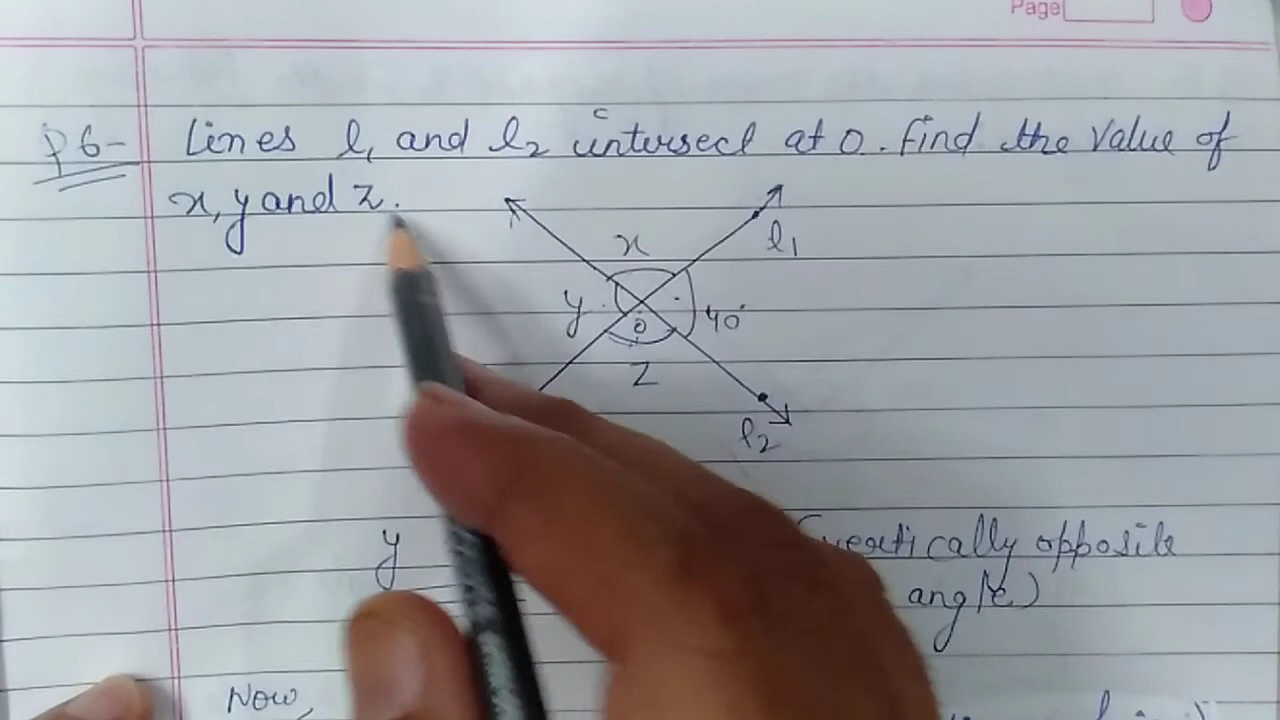 Page
P6- Lines l₁ and l₂ intersect at O. Find the value of
x, y and z.
x
l₁
y
40°
O
z
l₂
y
(vertically opposite
angle)
Now,